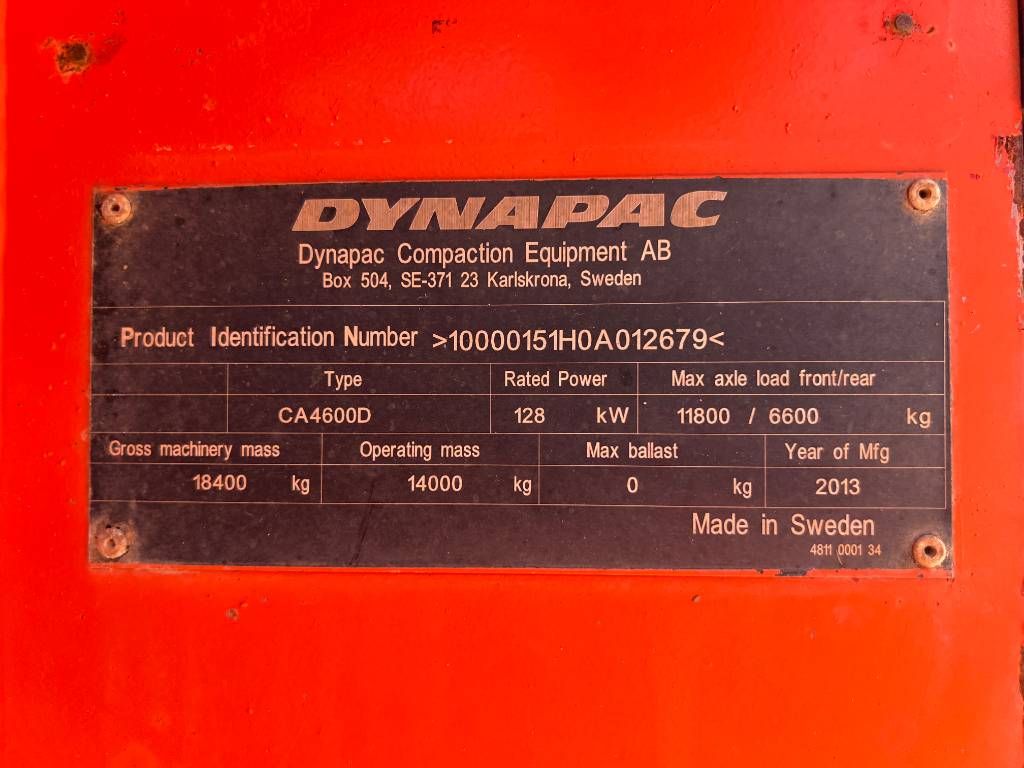 DYNAPAC
Dynapac Compaction Equipment AB
Box 504, SE-371 23 Karlskrona, Sweden
Product Identification Number >10000151H0A012679<
Type Rated Power Max axle load front/rear
CA4600D 128 kW 11800 / 6600 kg
Gross machinery mass Operating mass Max ballast Year of Mfg
18400 kg 14000 kg 0 kg 2013
Made in Sweden
4811 0001 34